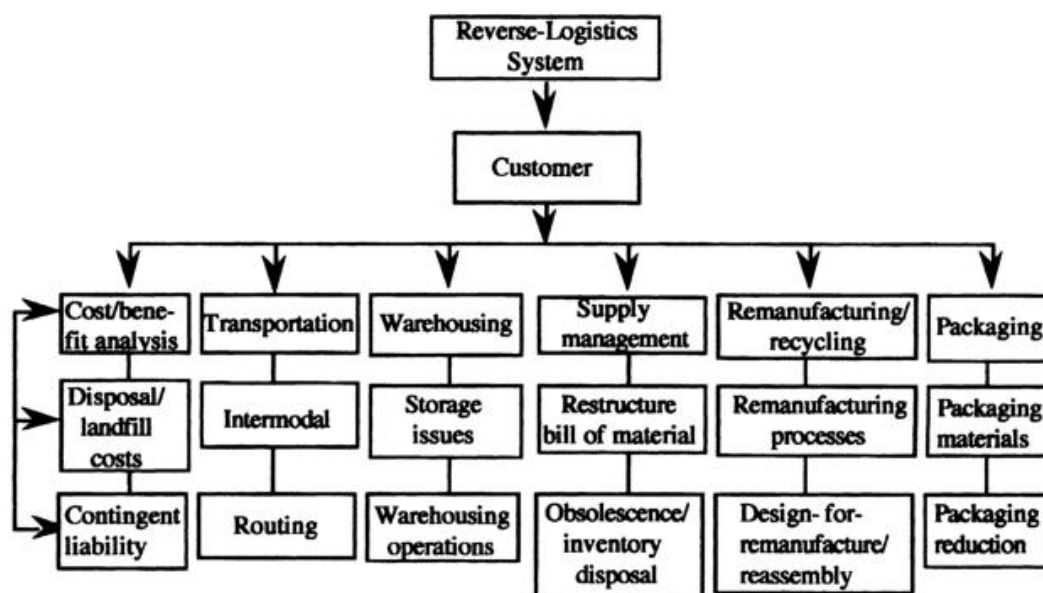 Reverse-Logistics
System
Customer
Cost/bene-
fit analysis
Transportation
Warehousing
Supply
management
Remanufacturing/
recycling
Packaging
Disposal/
landfill
costs
Intermodal
Storage
issues
Restructure
bill of material
Remanufacturing
processes
Packaging
materials
Contingent
liability
Routing
Warehousing
operations
Obsolescence/
inventory
disposal
Design- for-
remanufacture/
reassembly
Packaging
reduction